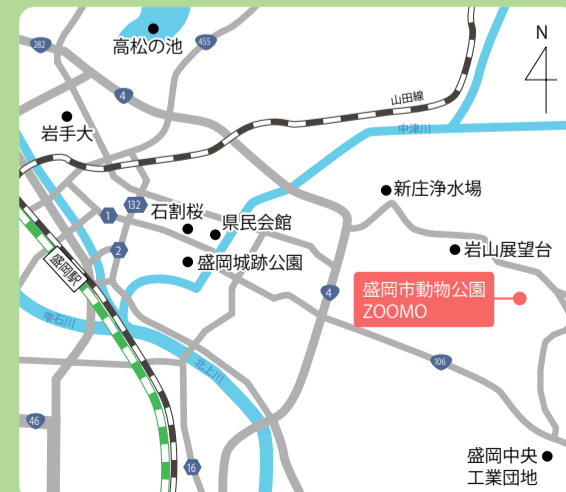 N
282
高松の池
455
4
山田線
岩手大
中津川
新庄浄水場
132
石割桜
1
県民会館
2
岩山展望台
盛岡城跡公園
盛岡駅
盛岡市動物公園
ZOOMO
4
雫石川
北上川
106
46
盛岡中央
工業団地
16